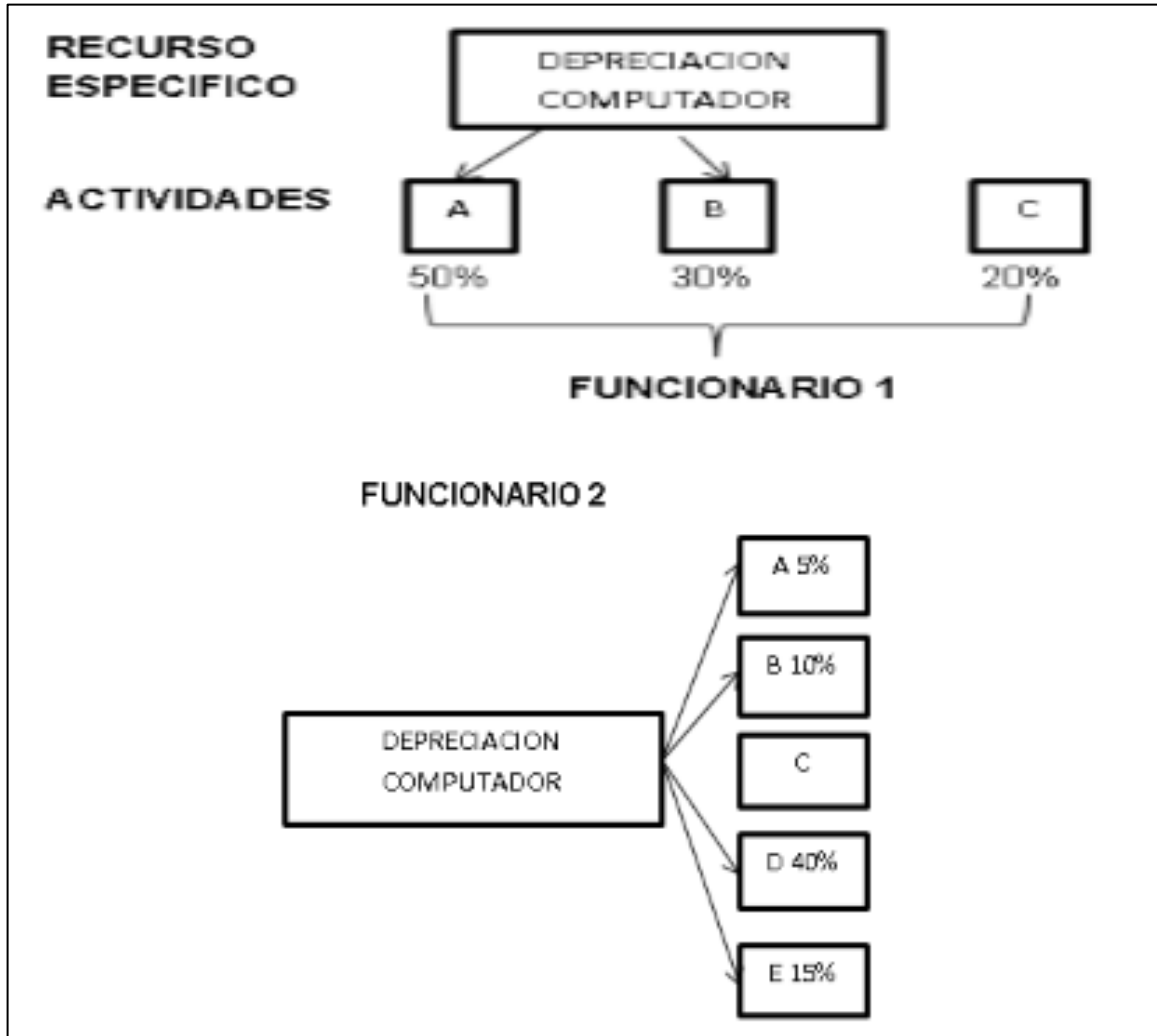 RECURSO
ESPECIFICO
DEPRECIACION
COMPUTADOR
ACTIVIDADES
A
B
C
50%
30%
20%
FUNCIONARIO 1
FUNCIONARIO 2
A 5%
B 10%
DEPRECIACION
COMPUTADOR
C
D 40%
E 15%